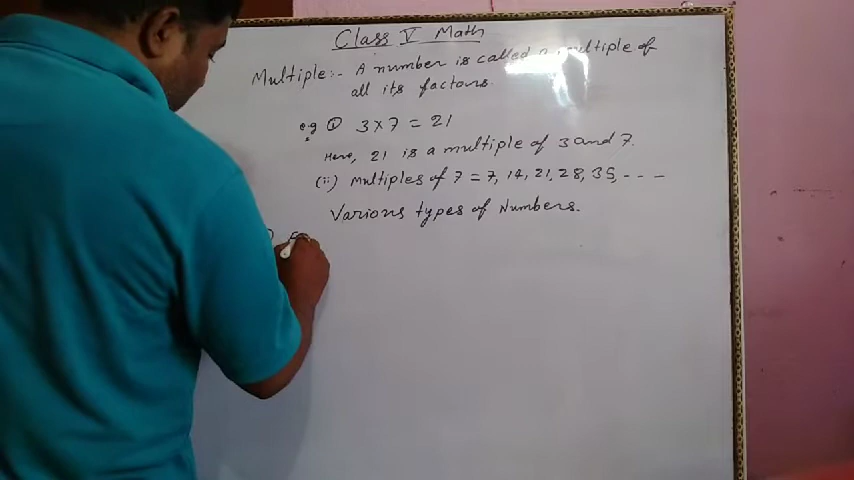 Class V Math
Multiple:- A number is called a multiple of
all its factors.
e.g (i) 3 x 7 = 21
Here, 21 is a multiple of 3 and 7.
(ii) Multiples of 7 = 7, 14, 21, 28, 35, - - -
Various types of Numbers.